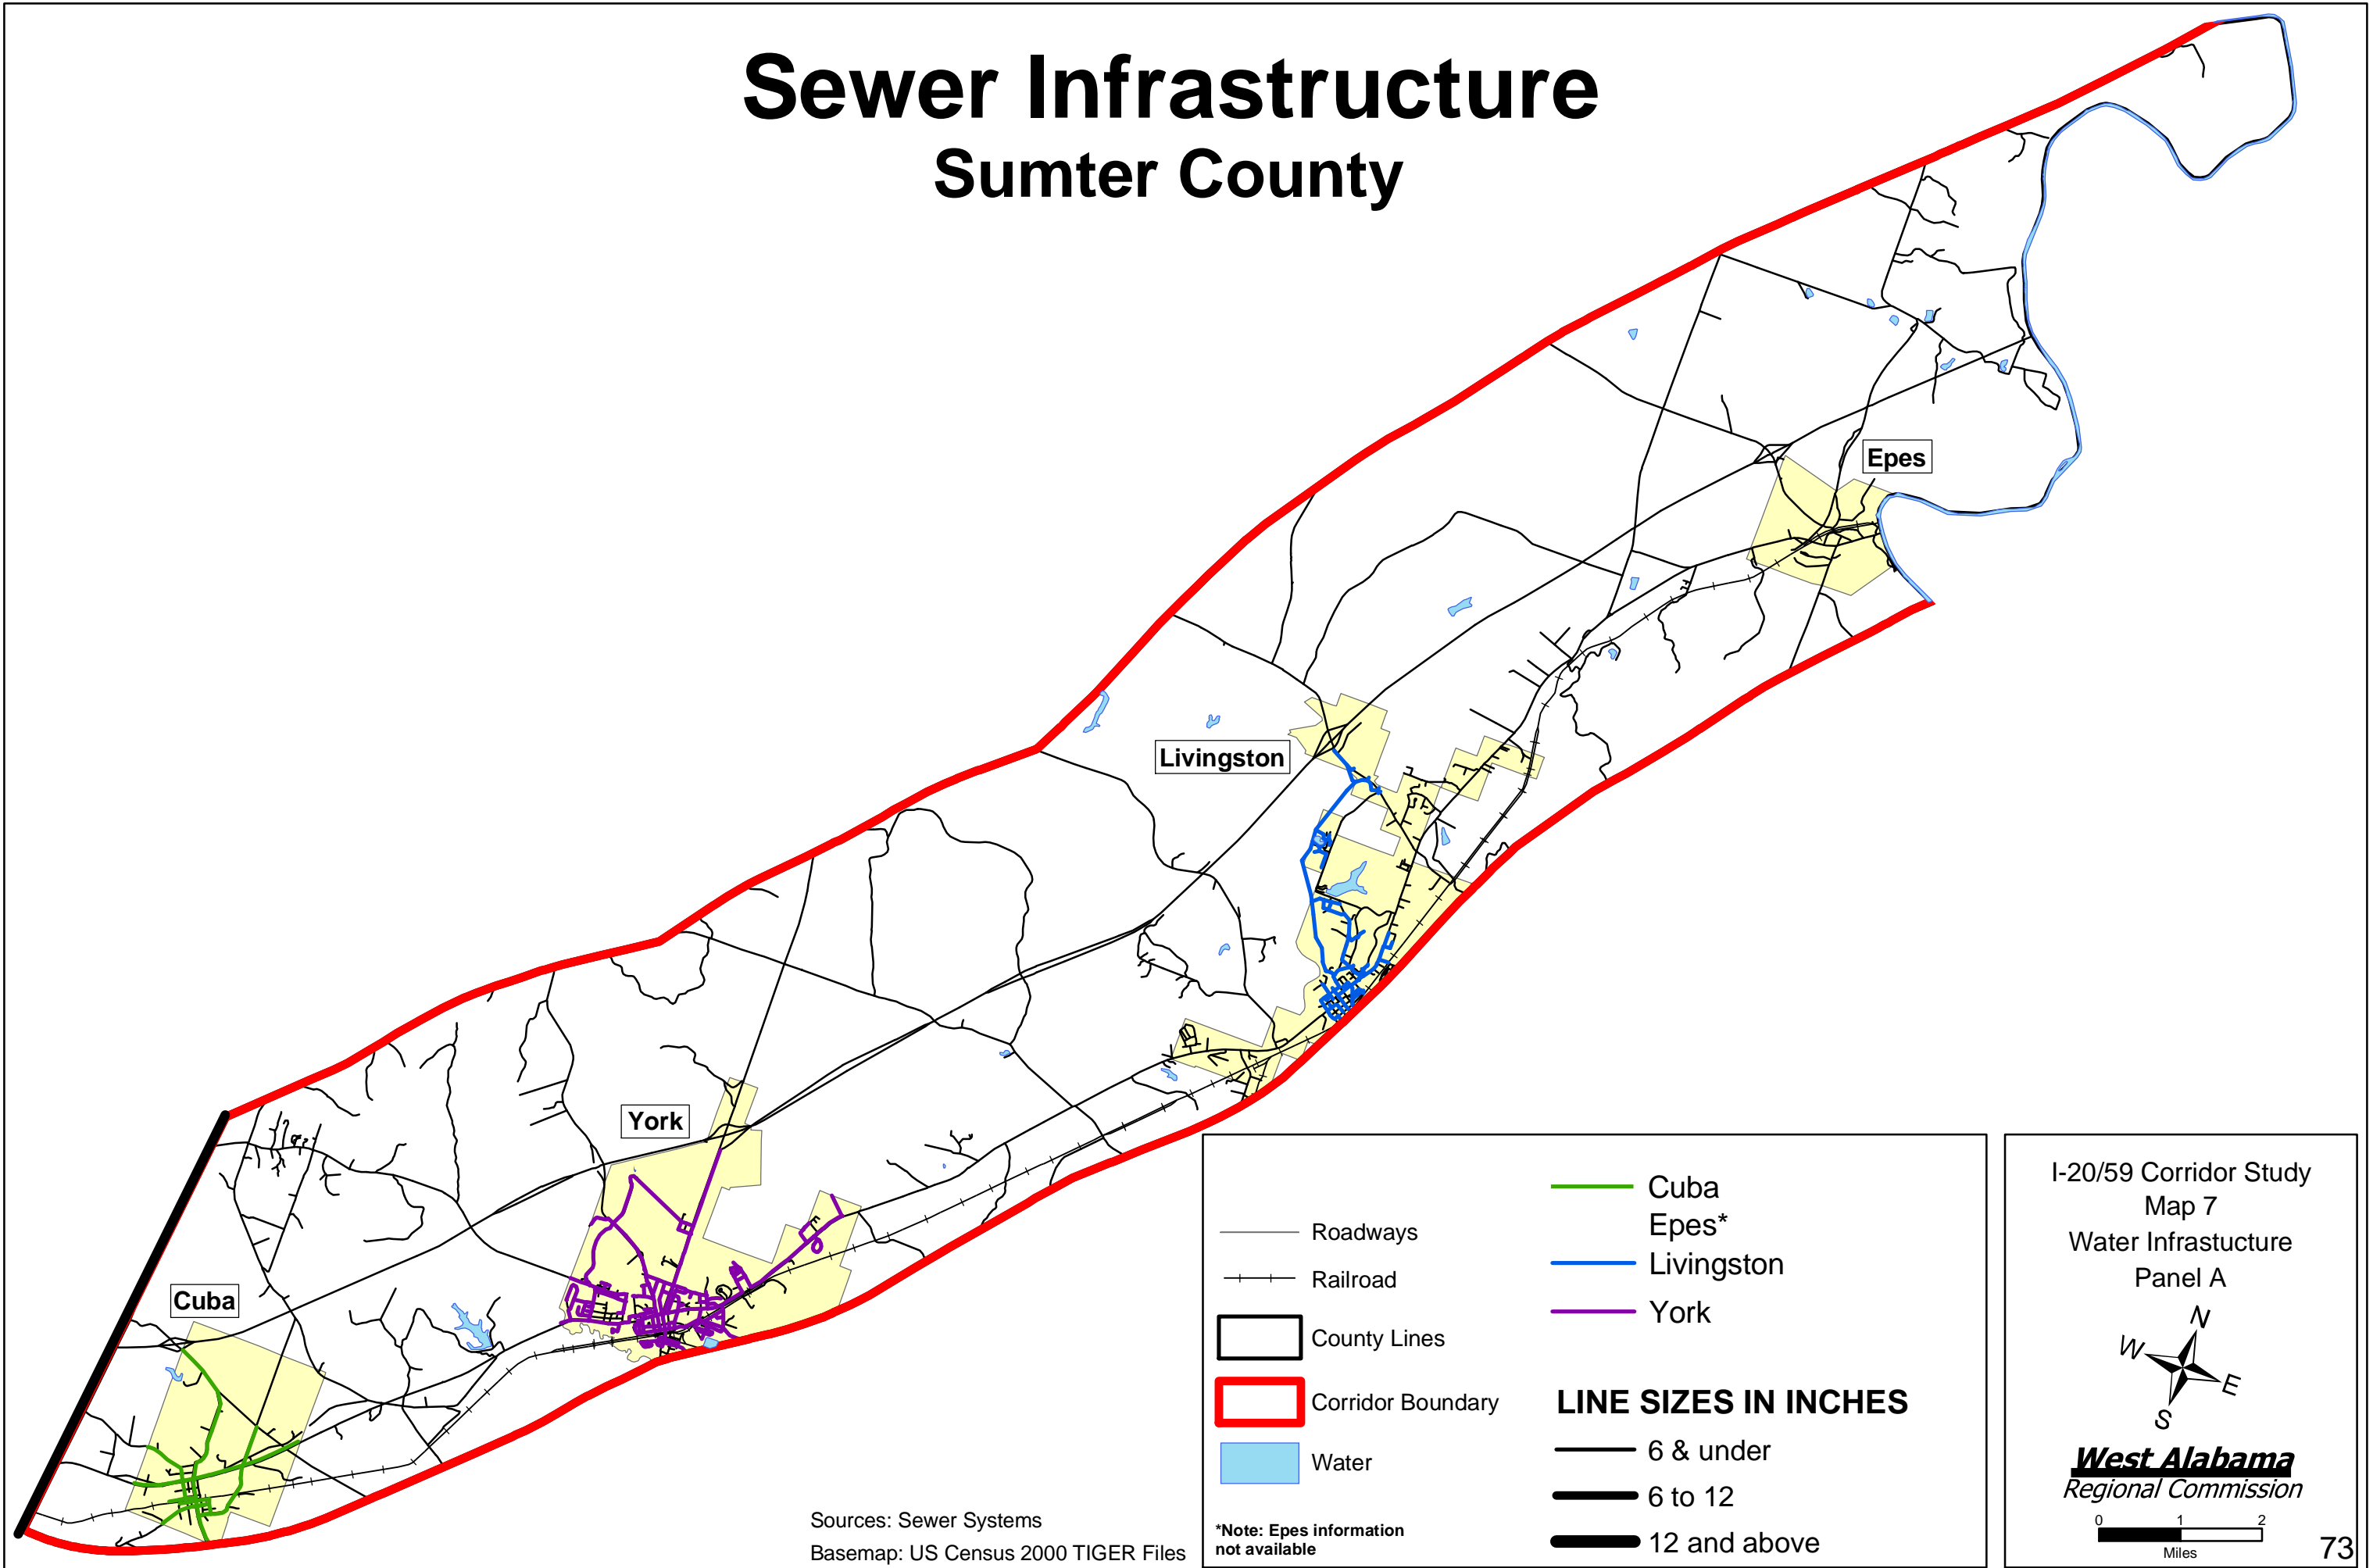 Sewer Infrastructure
Sumter County
Epes
Livingston
York
Cuba
Roadways
Railroad
County Lines
Corridor Boundary
Water
*Note: Epes information
not available
Cuba
Epes*
Livingston
York
LINE SIZES IN INCHES
6 & under
6 to 12
12 and above
I-20/59 Corridor Study
Map 7
Water Infrastucture
Panel A
N
W
E
S
West Alabama
Regional Commission
0 1 2
Miles
73
Sources: Sewer Systems
Basemap: US Census 2000 TIGER Files